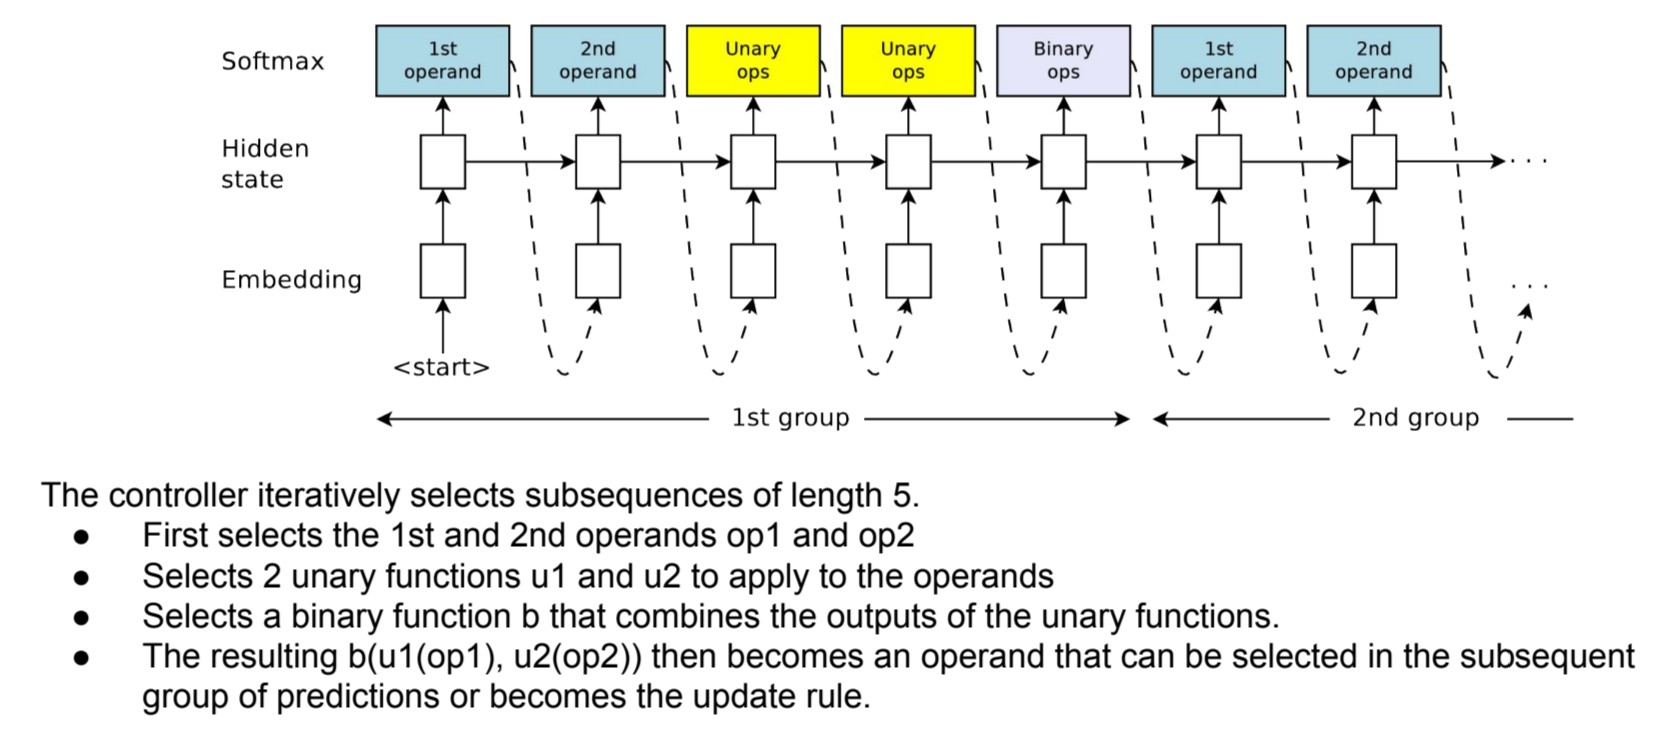 Softmax
1st operand
2nd operand
Unary ops
Unary ops
Binary ops
1st operand
2nd operand
Hidden state
. . .
Embedding
. . .
<start>
1st group
2nd group
The controller iteratively selects subsequences of length 5.
● First selects the 1st and 2nd operands op1 and op2
● Selects 2 unary functions u1 and u2 to apply to the operands
● Selects a binary function b that combines the outputs of the unary functions.
● The resulting b(u1(op1), u2(op2)) then becomes an operand that can be selected in the subsequent
group of predictions or becomes the update rule.